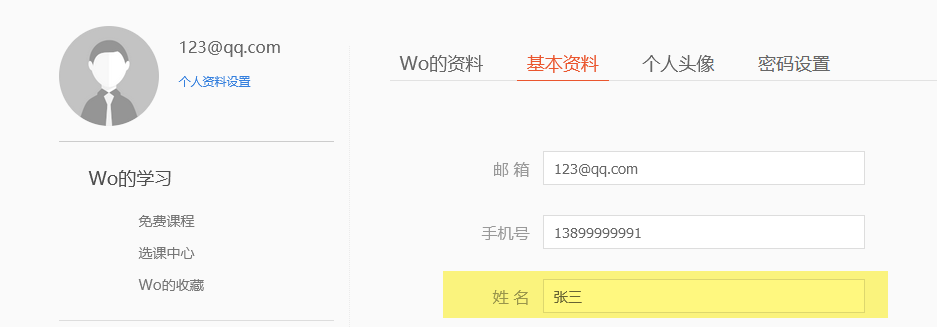 123@qq.com
个人资料设置
Wo的学习
免费课程
选课中心
Wo的收藏
Wo的资料 基本资料 个人头像 密码设置
邮 箱 123@qq.com
手机号 13899999991
姓 名 张三